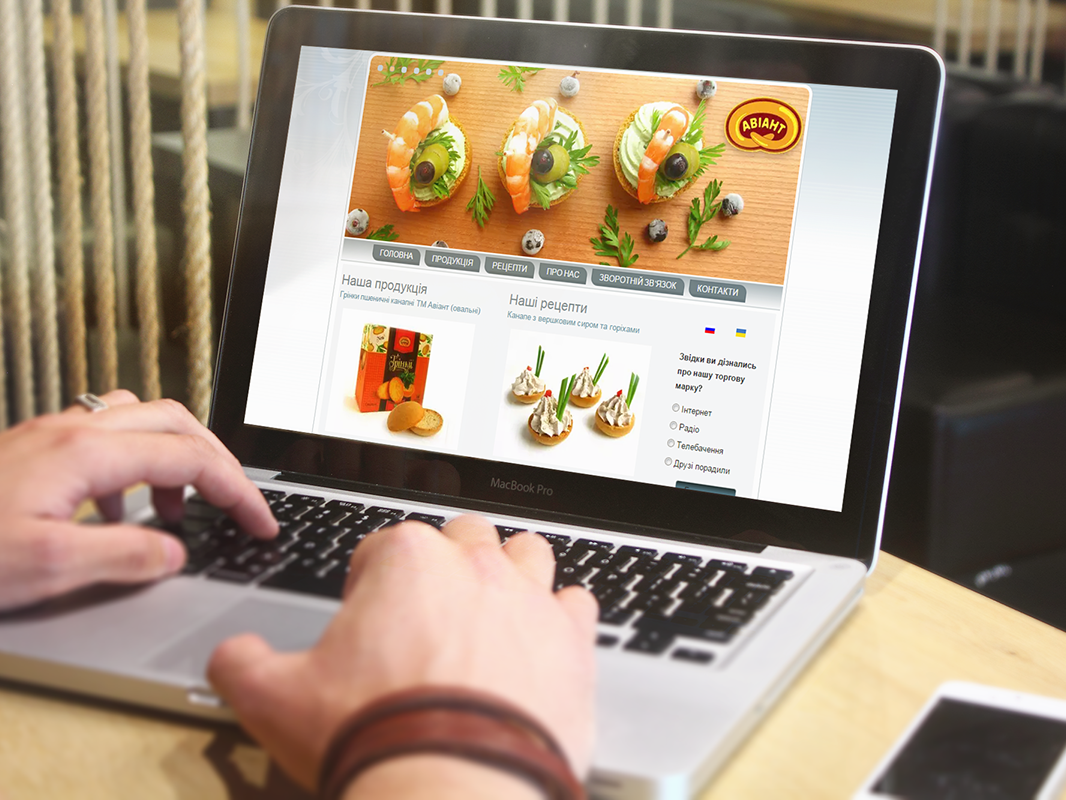 АВІАНТ
ГОЛОВНА
ПРОДУКЦІЯ
РЕЦЕПТИ
ПРО НАС
ЗВОРОТНІЙ ЗВ'ЯЗОК
КОНТАКТИ
Наша продукція
Грінки пшеничні канапні ТМ Авіант (овальні)
Наші рецепти
Канапе з вершковим сиром та горіхами
Звідки ви дізнались
про нашу торгову
марку?
Інтернет
Радіо
Телебачення
Друзі порадили
MacBook Pro